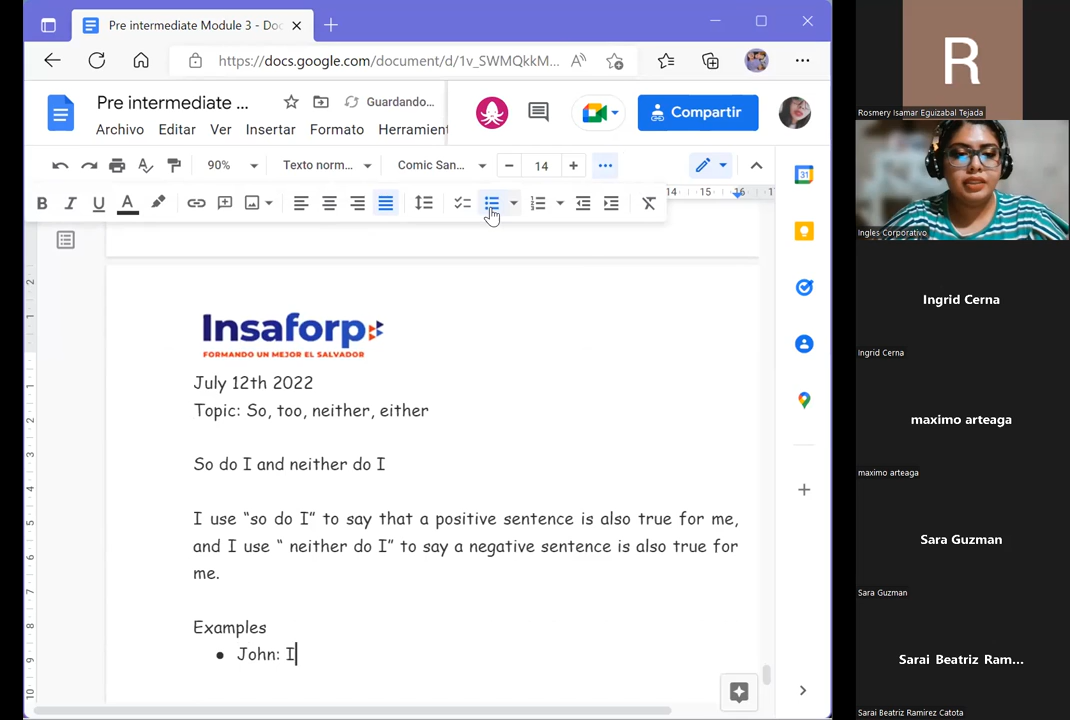 Pre intermediate Module 3 - Doc
https://docs.google.com/document/d/1v_SWMQkkM...
Pre intermediate ...
Guardando...
Compartir
Archivo Editar Ver Insertar Formato Herramient
90% Texto norm... Comic San... 14
14 15 16
Insaforp
FORMANDO UN MEJOR EL SALVADOR
July 12th 2022
Topic: So, too, neither, either
So do I and neither do I
I use “so do I” to say that a positive sentence is also true for me,
and I use “ neither do I” to say a negative sentence is also true for
me.
Examples
• John: I
R
Rosmery Isamar Eguizabal Tejada
Ingles Corporativo
Ingrid Cerna
Ingrid Cerna
maximo arteaga
maximo arteaga
Sara Guzman
Sara Guzman
Sarai Beatriz Ram...
Sarai Beatriz Ramirez Catota